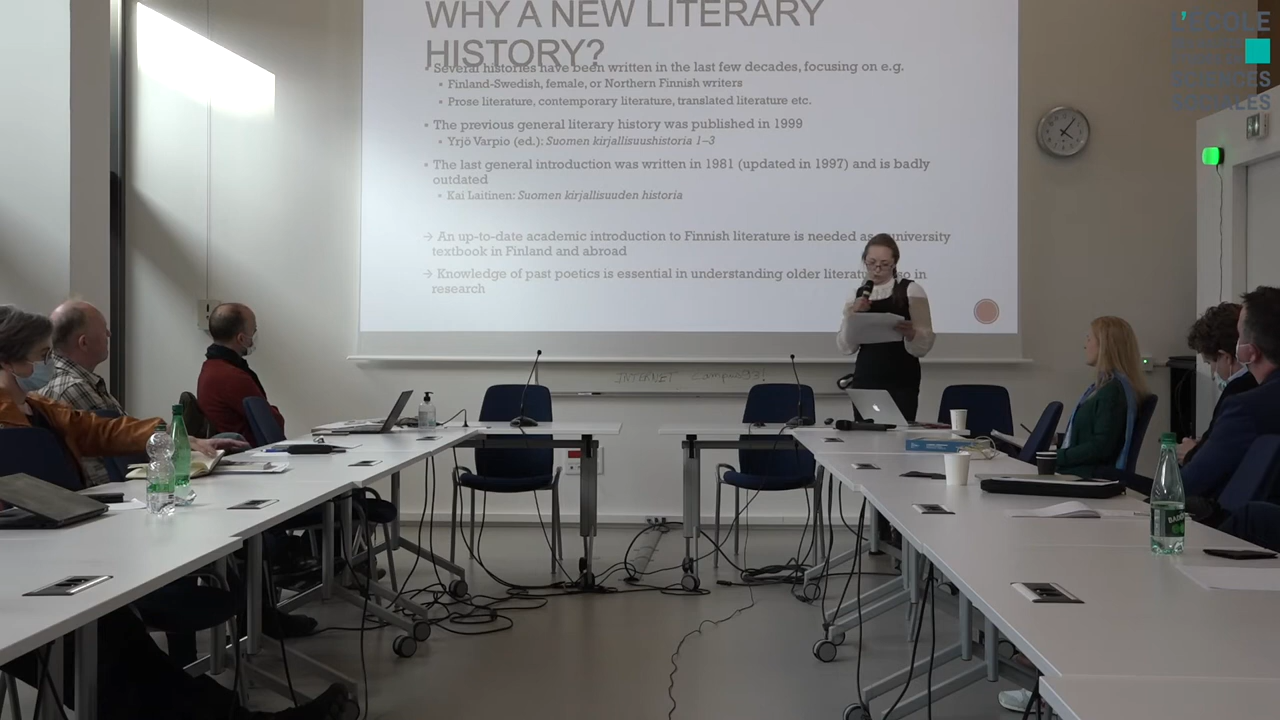 WHY A NEW LITERARY
HISTORY?
Several histories have been written in the last few decades, focusing on e.g.
Finland-Swedish, female, or Northern Finnish writers
Prose literature, contemporary literature, translated literature etc.
The previous general literary history was published in 1999
Yrjö Varpio (ed.): Suomen kirjallisuushistoria 1–3
The last general introduction was written in 1981 (updated in 1997) and is badly
outdated
Kai Laitinen: Suomen kirjallisuuden historia
→ An up-to-date academic introduction to Finnish literature is needed as university
textbook in Finland and abroad
→ Knowledge of past poetics is essential in understanding older in
research
INTERNET
L'ÉCOLE
SCIENCES
SOCIALES